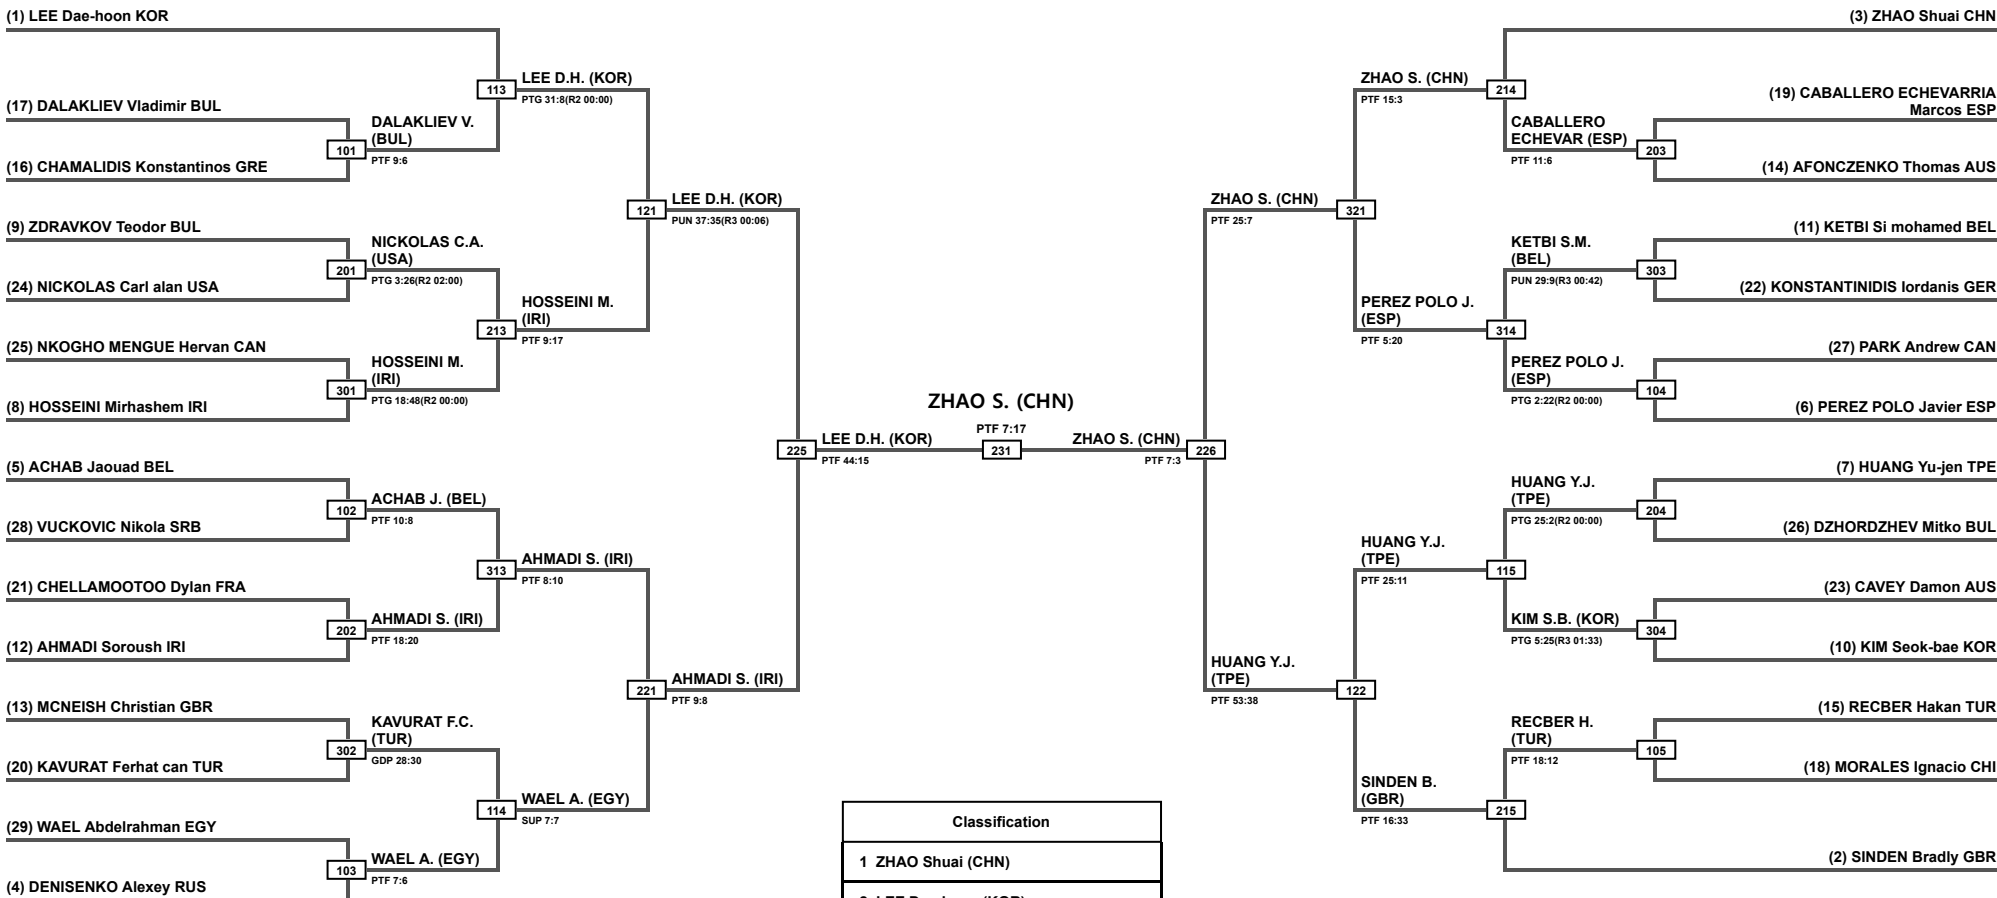 (1) LEE Dae-hoon KOR
(17) DALAKLIEV Vladimir BUL
(16) CHAMALIDIS Konstantinos GRE
(9) ZDRAVKOV Teodor BUL
(24) NICKOLAS Carl alan USA
(25) NKOGHO MENGUE Hervan CAN
(8) HOSSEINI Mirhashem IRI
(5) ACHAB Jaouad BEL
(28) VUCKOVIC Nikola SRB
(21) CHELLAMOOTOO Dylan FRA
(12) AHMADI Soroush IRI
(13) MCNEISH Christian GBR
(20) KAVURAT Ferhat can TUR
(29) WAEL Abdelrahman EGY
(4) DENISENKO Alexey RUS
101
DALAKLIEV V.
(BUL)
PTF 9:6
201
NICKOLAS C.A.
(USA)
PTG 3:26(R2 02:00)
301
HOSSEINI M.
(IRI)
PTG 18:48(R2 00:00)
102
ACHAB J. (BEL)
PTF 10:8
202
AHMADI S. (IRI)
PTF 18:20
302
KAVURAT F.C.
(TUR)
GDP 28:30
103
WAEL A. (EGY)
PTF 7:6
113
LEE D.H. (KOR)
PTG 31:8(R2 00:00)
213
HOSSEINI M.
(IRI)
PTF 9:17
313
AHMADI S. (IRI)
PTF 8:10
114
WAEL A. (EGY)
SUP 7:7
121
LEE D.H. (KOR)
PUN 37:35(R3 00:06)
221
AHMADI S. (IRI)
PTF 9:8
225
LEE D.H. (KOR)
PTF 44:15
ZHAO S. (CHN)
PTF 7:17
231
ZHAO S. (CHN)
PTF 7:3
226
ZHAO S. (CHN)
PTF 25:7
321
HUANG Y.J.
(TPE)
PTF 53:38
122
ZHAO S. (CHN)
PTF 15:3
214
PEREZ POLO J.
(ESP)
PTF 5:20
314
HUANG Y.J.
(TPE)
PTF 25:11
115
SINDEN B.
(GBR)
PTF 16:33
215
CABALLERO
ECHEVAR (ESP)
PTF 11:6
203
KETBI S.M.
(BEL)
PUN 29:9(R3 00:42)
303
PEREZ POLO J.
(ESP)
PTG 2:22(R2 00:00)
104
HUANG Y.J.
(TPE)
PTG 25:2(R2 00:00)
204
KIM S.B. (KOR)
PTG 5:25(R3 01:33)
304
RECBER H.
(TUR)
PTF 18:12
105
(3) ZHAO Shuai CHN
(19) CABALLERO ECHEVARRIA
Marcos ESP
(14) AFONCZENKO Thomas AUS
(11) KETBI Si mohamed BEL
(22) KONSTANTINIDIS Iordanis GER
(27) PARK Andrew CAN
(6) PEREZ POLO Javier ESP
(7) HUANG Yu-jen TPE
(26) DZHORDZHEV Mitko BUL
(23) CAVEY Damon AUS
(10) KIM Seok-bae KOR
(15) RECBER Hakan TUR
(18) MORALES Ignacio CHI
(2) SINDEN Bradly GBR
Classification
1 ZHAO Shuai (CHN)